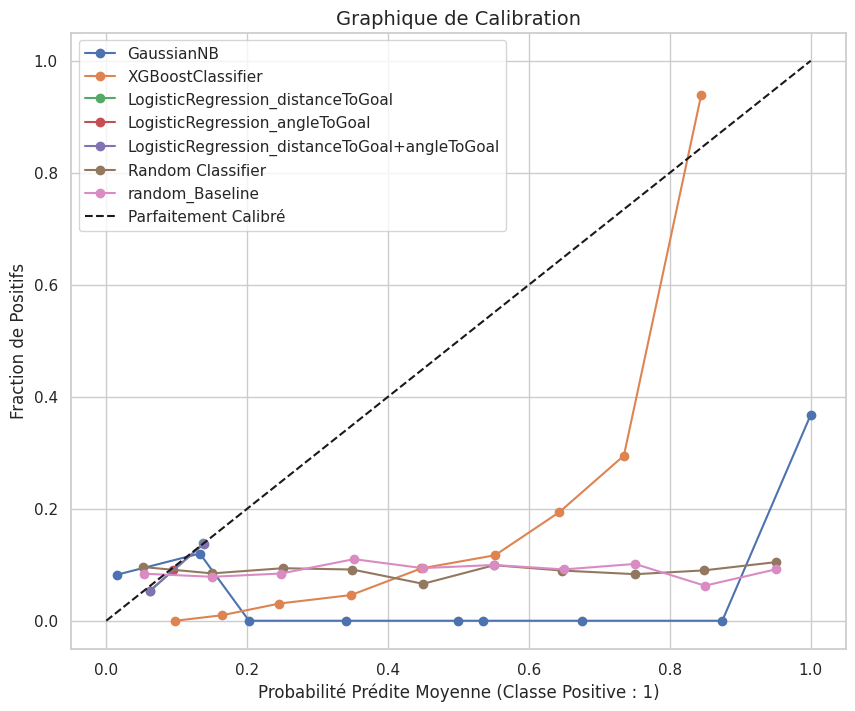 Graphique de Calibration
GaussianNB
XGBoostClassifier
LogisticRegression_distanceToGoal
LogisticRegression_angleToGoal
LogisticRegression_distanceToGoal+angleToGoal
Random Classifier
random_Baseline
Parfaitement Calibré
Fraction de Positifs
1.0
0.8
0.6
0.4
0.2
0.0
0.0 0.2 0.4 0.6 0.8 1.0
Probabilité Prédite Moyenne (Classe Positive : 1)